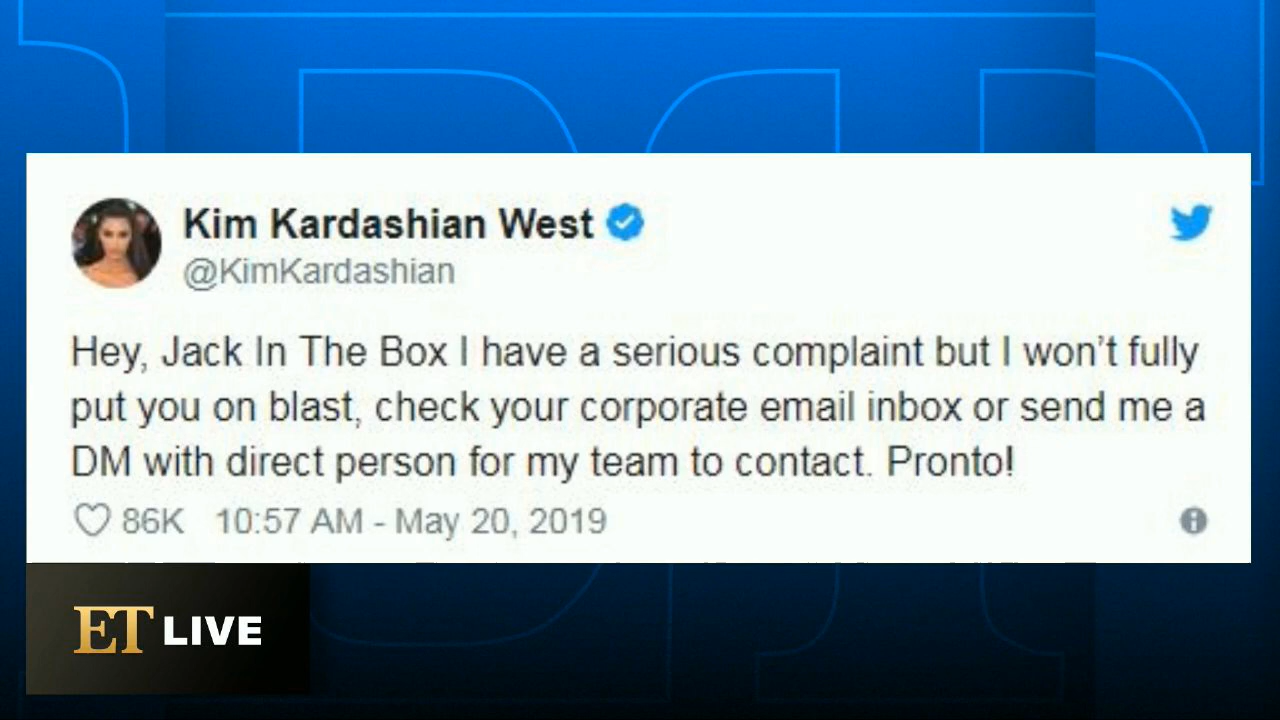 Kim Kardashian West
@KimKardashian
Hey, Jack In The Box I have a serious complaint but I won’t fully
put you on blast, check your corporate email inbox or send me a
DM with direct person for my team to contact. Pronto!
86K 10:57 AM - May 20, 2019
ET LIVE